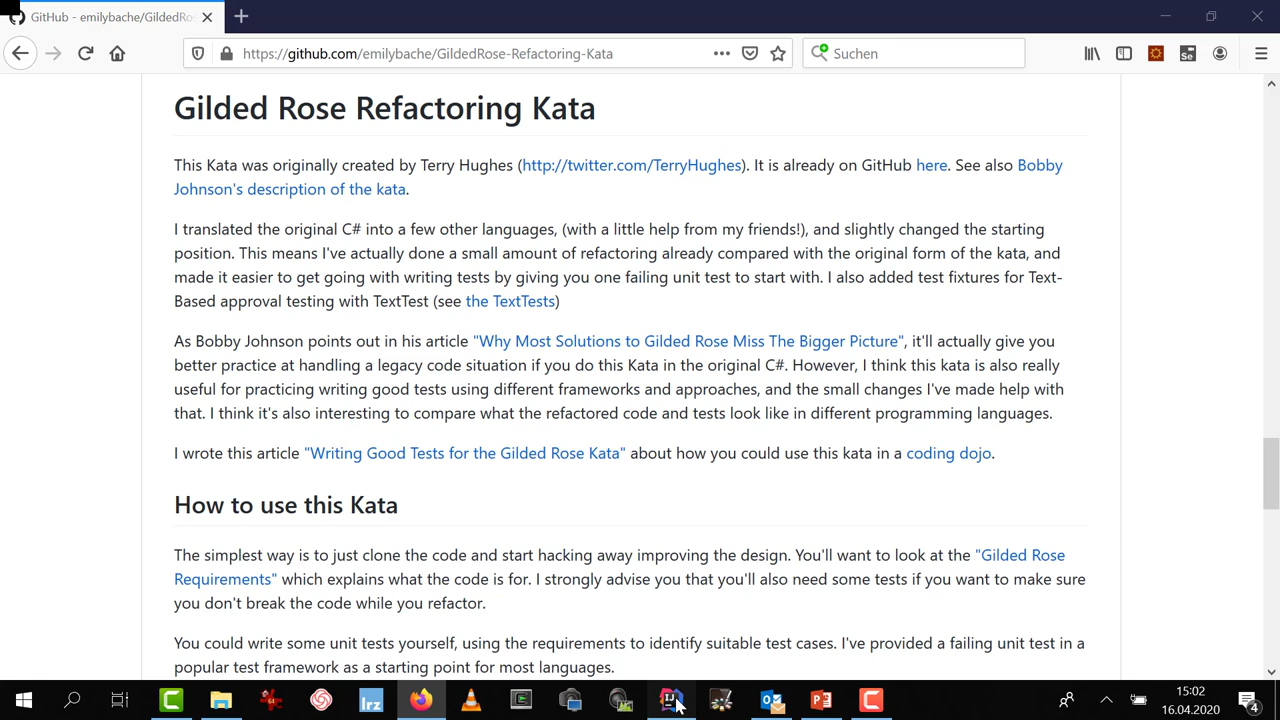 GitHub - emilybache/GildedRo
https://github.com/emilybache/GildedRose-Refactoring-Kata
Suchen
Gilded Rose Refactoring Kata
This Kata was originally created by Terry Hughes (http://twitter.com/TerryHughes). It is already on GitHub here. See also Bobby
Johnson's description of the kata.
I translated the original C# into a few other languages, (with a little help from my friends!), and slightly changed the starting
position. This means I've actually done a small amount of refactoring already compared with the original form of the kata, and
made it easier to get going with writing tests by giving you one failing unit test to start with. I also added test fixtures for Text-
Based approval testing with TextTest (see the TextTests)
As Bobby Johnson points out in his article "Why Most Solutions to Gilded Rose Miss The Bigger Picture", it'll actually give you
better practice at handling a legacy code situation if you do this Kata in the original C#. However, I think this kata is also really
useful for practicing writing good tests using different frameworks and approaches, and the small changes I've made help with
that. I think it's also interesting to compare what the refactored code and tests look like in different programming languages.
I wrote this article "Writing Good Tests for the Gilded Rose Kata" about how you could use this kata in a coding dojo.
How to use this Kata
The simplest way is to just clone the code and start hacking away improving the design. You'll want to look at the "Gilded Rose
Requirements" which explains what the code is for. I strongly advise you that you'll also need some tests if you want to make sure
you don't break the code while you refactor.
You could write some unit tests yourself, using the requirements to identify suitable test cases. I've provided a failing unit test in a
popular test framework as a starting point for most languages.
lrz
IJ
15:02
16.04.2020
4